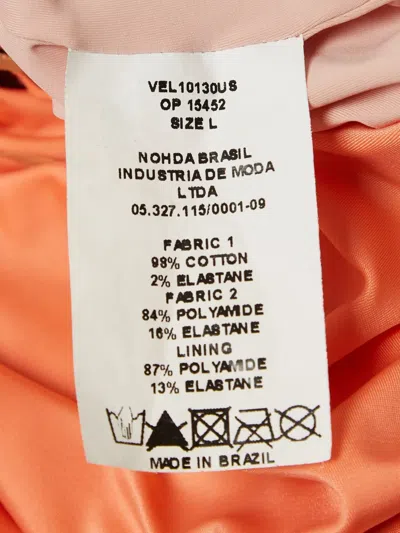 VEL10130US
OP 15452
SIZE L
NOHDA BRASIL
INDUSTRIA DE MODA
LTDA
05.327.115/0001-09
FABRIC 1
98% COTTON
2% ELASTANE
FABRIC 2
84% POLYAMIDE
16% ELASTANE
LINING
87% POLYAMIDE
13% ELASTANE
MADE IN BRAZIL